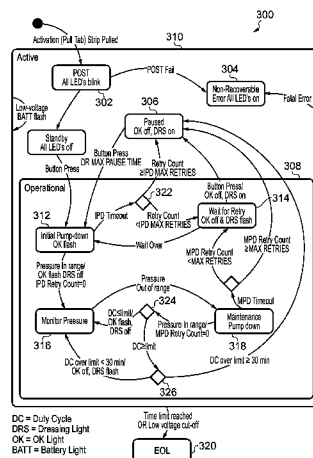 300
Activation (Pull Tab) Strip Pulled
310
Active
POST
All LED's blink
302
POST Fail
304
Non-Recoverable
Error All LED's on
Low-voltage
BATT flash
306
Paused
OK off, DRS on
Fatal Error
Standby
All LED's off
Button Press
OR MAX PAUSE TIME
Retry Count
≥IPD MAX RETRIES
308
Button Press
Operational
322
Button Press/
OK off, DRS on
314
312
IPD Timeout
Retry Count
<IPD MAX RETRIES
Wait for Retry
OK off & DRS flash
Initial Pump-down
OK flash
Wait Over
MPD Retry Count
<MAX RETRIES
MPD Retry Count
≥MAX RETRIES
Pressure In range/
OK flash DRS off
IPD Retry Count=0
Pressure
Out of range
MPD Timeout
324
DC≤limit/
OK flash,
DRS off
Pressure In range/
MPD Retry Count=0
Monitor Pressure
316
Maintenance
Pump down
318
DC≥limit
DC over limit < 30 min/
OK off, DRS flash
DC over limit ≥ 30 min
326
DC = Duty Cycle
DRS = Dressing Light
OK = OK Light
BATT = Battery Light
Time limit reached
OR Low voltage cut-off
EOL
320